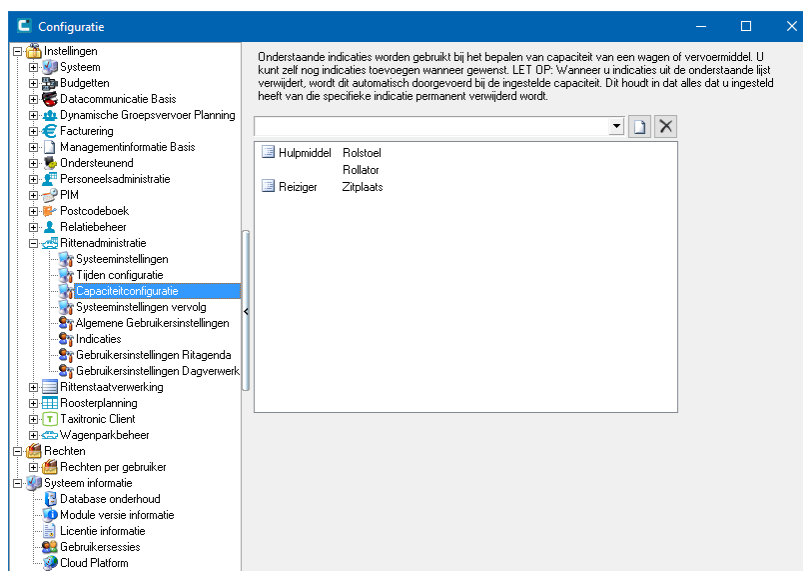 Configuratie
Instellingen
Systeem
Budgetten
Datacommunicatie Basis
Dynamische Groepsvervoer Planning
Facturering
Managementinformatie Basis
Ondersteunend
Personeelsadministratie
PIM
Postcodeboek
Relatiebeheer
Rittenadministratie
Systeeminstellingen
Tijden configuratie
Capaciteitconfiguratie
Systeeminstellingen vervolg
Algemene Gebruikersinstellingen
Indicaties
Gebruikersinstellingen Ritagenda
Gebruikersinstellingen Dagverwerk
Rittenstaatverwerking
Roosterplanning
Taxitronic Client
Wagenparkbeheer
Rechten
Rechten per gebruiker
Systeem informatie
Database onderhoud
Module versie informatie
Licentie informatie
Gebruikersessies
Cloud Platform
Onderstaande indicaties worden gebruikt bij het bepalen van capaciteit van een wagen of vervoermiddel. U
kunt zelf nog indicaties toevoegen wanneer gewenst. LET OP: Wanneer u indicaties uit de onderstaande lijst
verwijdert, wordt dit automatisch doorgevoerd bij de ingestelde capaciteit. Dit houdt in dat alles dat u ingesteld
heeft van die specifieke indicatie permanent verwijderd wordt.
Hulpmiddel Rolstoel
Rollator
Reiziger Zitplaats